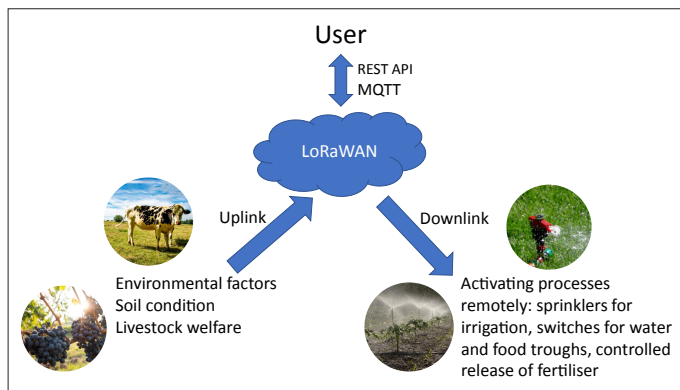 User
REST API
MQTT
LoRaWAN
Uplink
Downlink
Environmental factors
Soil condition
Livestock welfare
Activating processes
remotely: sprinklers for
irrigation, switches for water
and food troughs, controlled
release of fertiliser